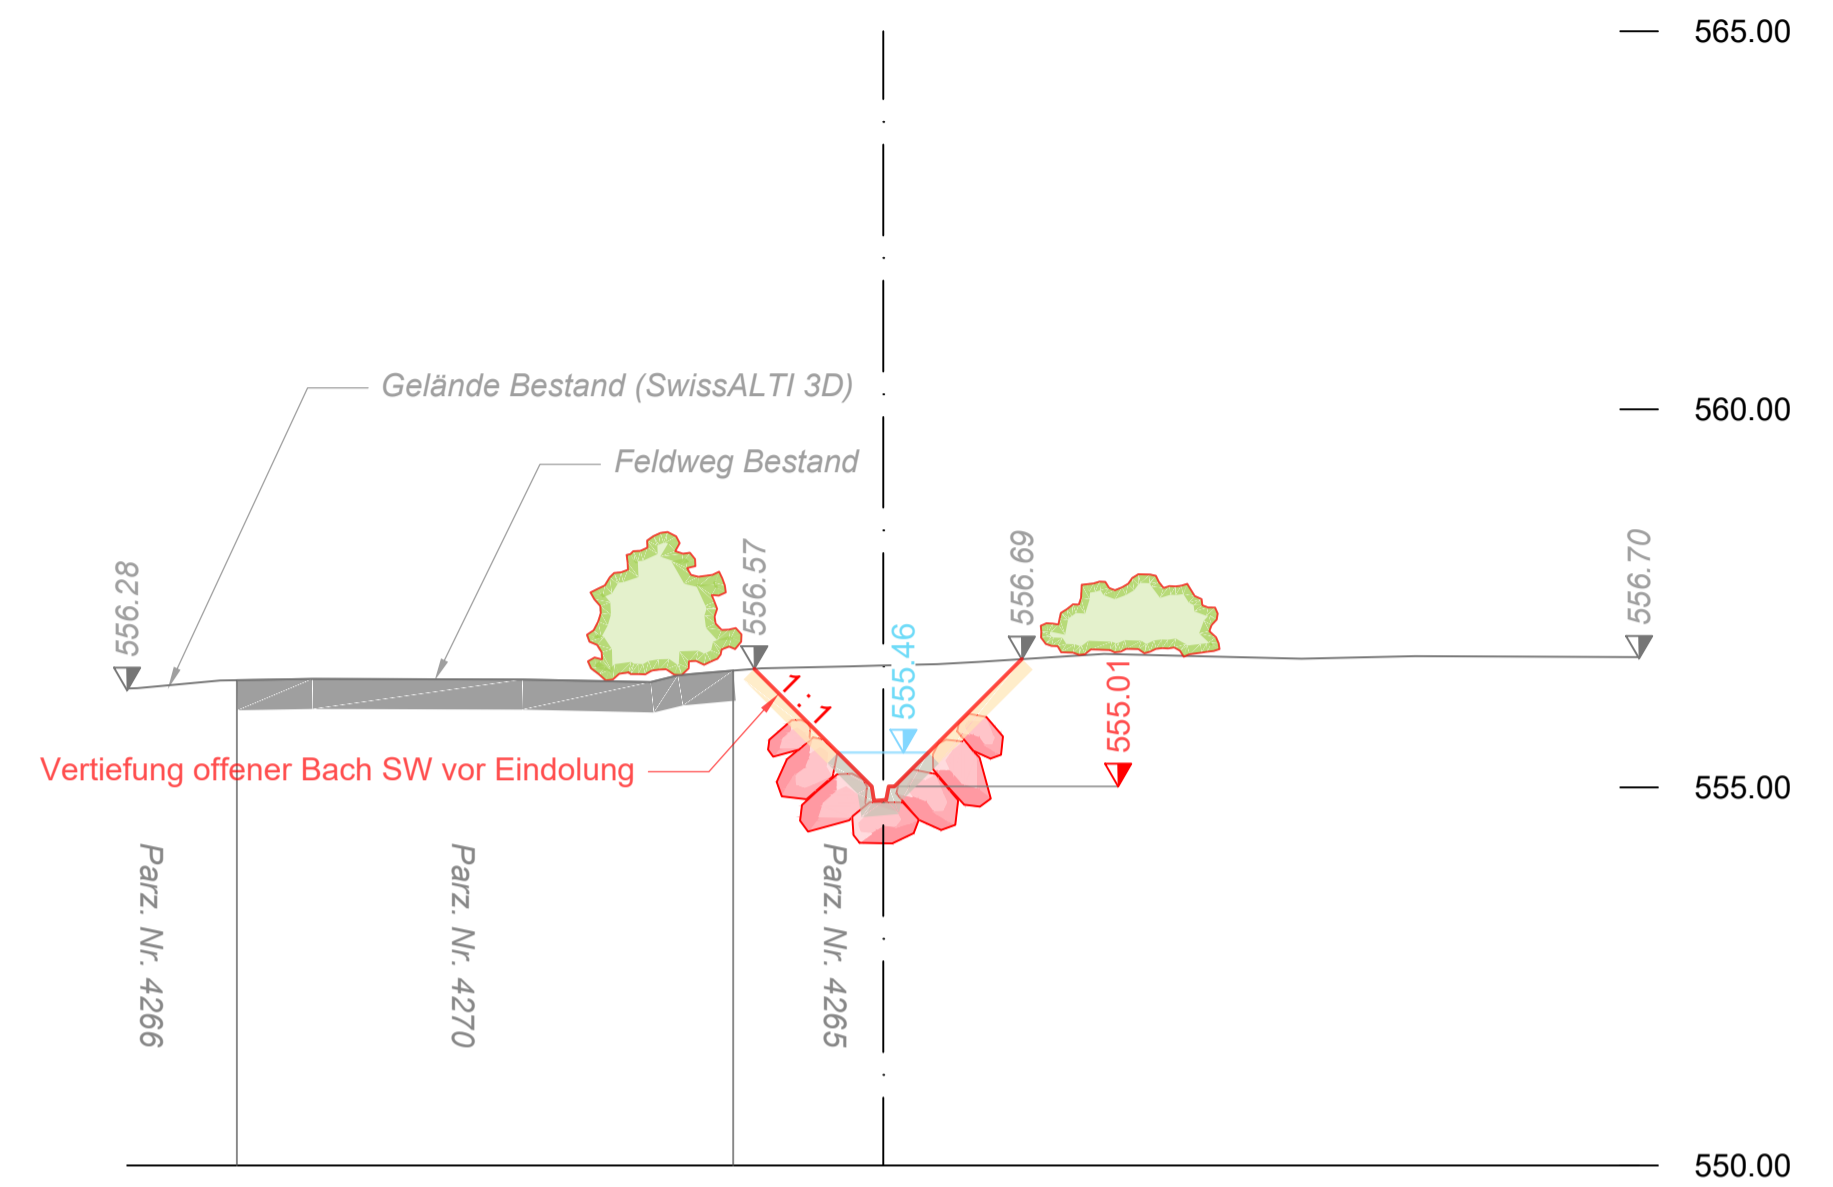 565.00
Gelände Bestand (SwissALTI 3D)
560.00
Feldweg Bestand
556.28
556.57
556.69
556.70
555.46
555.01
1 : 1
Vertiefung offener Bach SW vor Eindolung
555.00
Parz. Nr. 4266
Parz. Nr. 4270
Parz. Nr. 4265
550.00